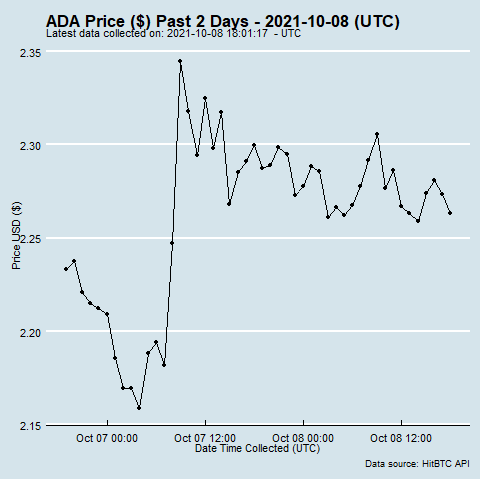 ADA Price ($) Past 2 Days - 2021-10-08 (UTC)
Latest data collected on: 2021-10-08 18:01:17 - UTC
2.35
2.30
2.25
2.20
2.15
Price USD ($)
Oct 07 00:00
Oct 07 12:00
Oct 08 00:00
Oct 08 12:00
Date Time Collected (UTC)
Data source: HitBTC API